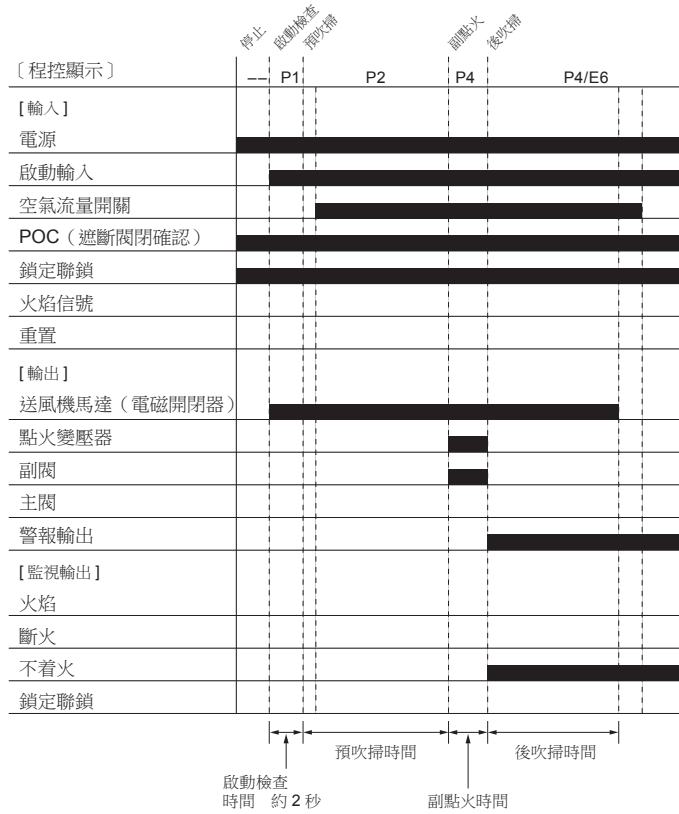 停止
啟動檢查
預吹掃
副點火
後吹掃
〔程控顯示〕 –– P1 P2 P4 P4/E6
[輸入]
電源
啟動輸入
空氣流量開關
POC（遮斷閥閉確認）
鎖定聯鎖
火焰信號
重置
[輸出]
送風機馬達（電磁開閉器）
點火變壓器
副閥
主閥
警報輸出
[監視輸出]
火焰
斷火
不着火
鎖定聯鎖
預吹掃時間 後吹掃時間
啟動檢查
時間 約2秒 副點火時間